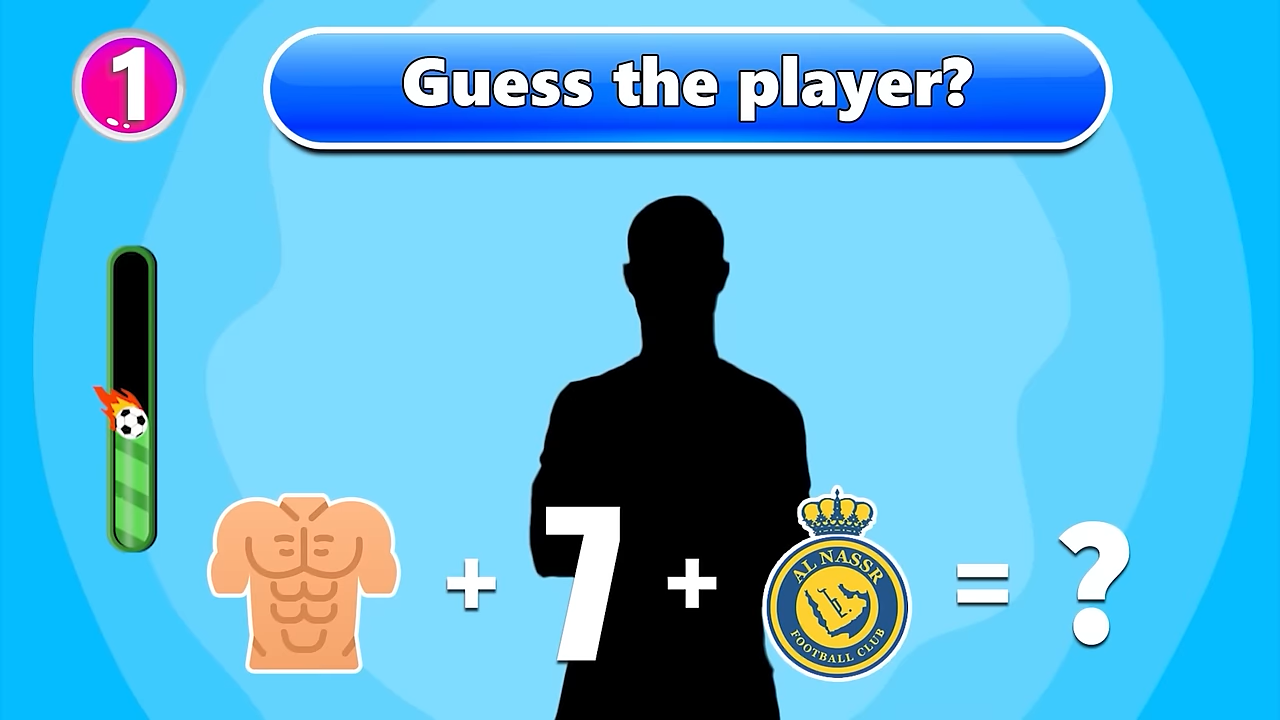 1
Guess the player?
+ 7 + = ?
AL NASSR
FOOTBALL CLUB